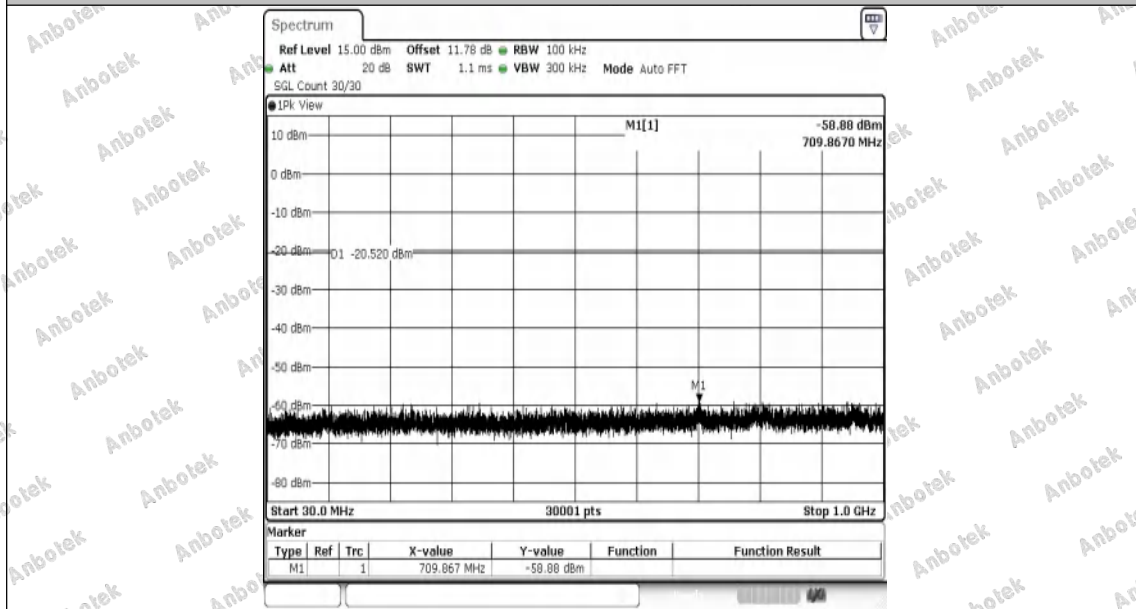 Spectrum
Ref Level 15.00 dBm Offset 11.78 dB RBW 100 kHz
Att 20 dB SWT 1.1 ms VBW 300 kHz Mode Auto FFT
SGL Count 30/30
1Pk View
M1[1] -58.88 dBm
709.8670 MHz
10 dBm
0 dBm
-10 dBm
-20 dBm
D1 -20.520 dBm
-30 dBm
-40 dBm
-50 dBm
M1
-60 dBm
-70 dBm
-80 dBm
Start 30.0 MHz 30001 pts Stop 1.0 GHz
Marker
Type Ref Trc X-value Y-value Function Function Result
M1 1 709.867 MHz -58.88 dBm
Anbotek